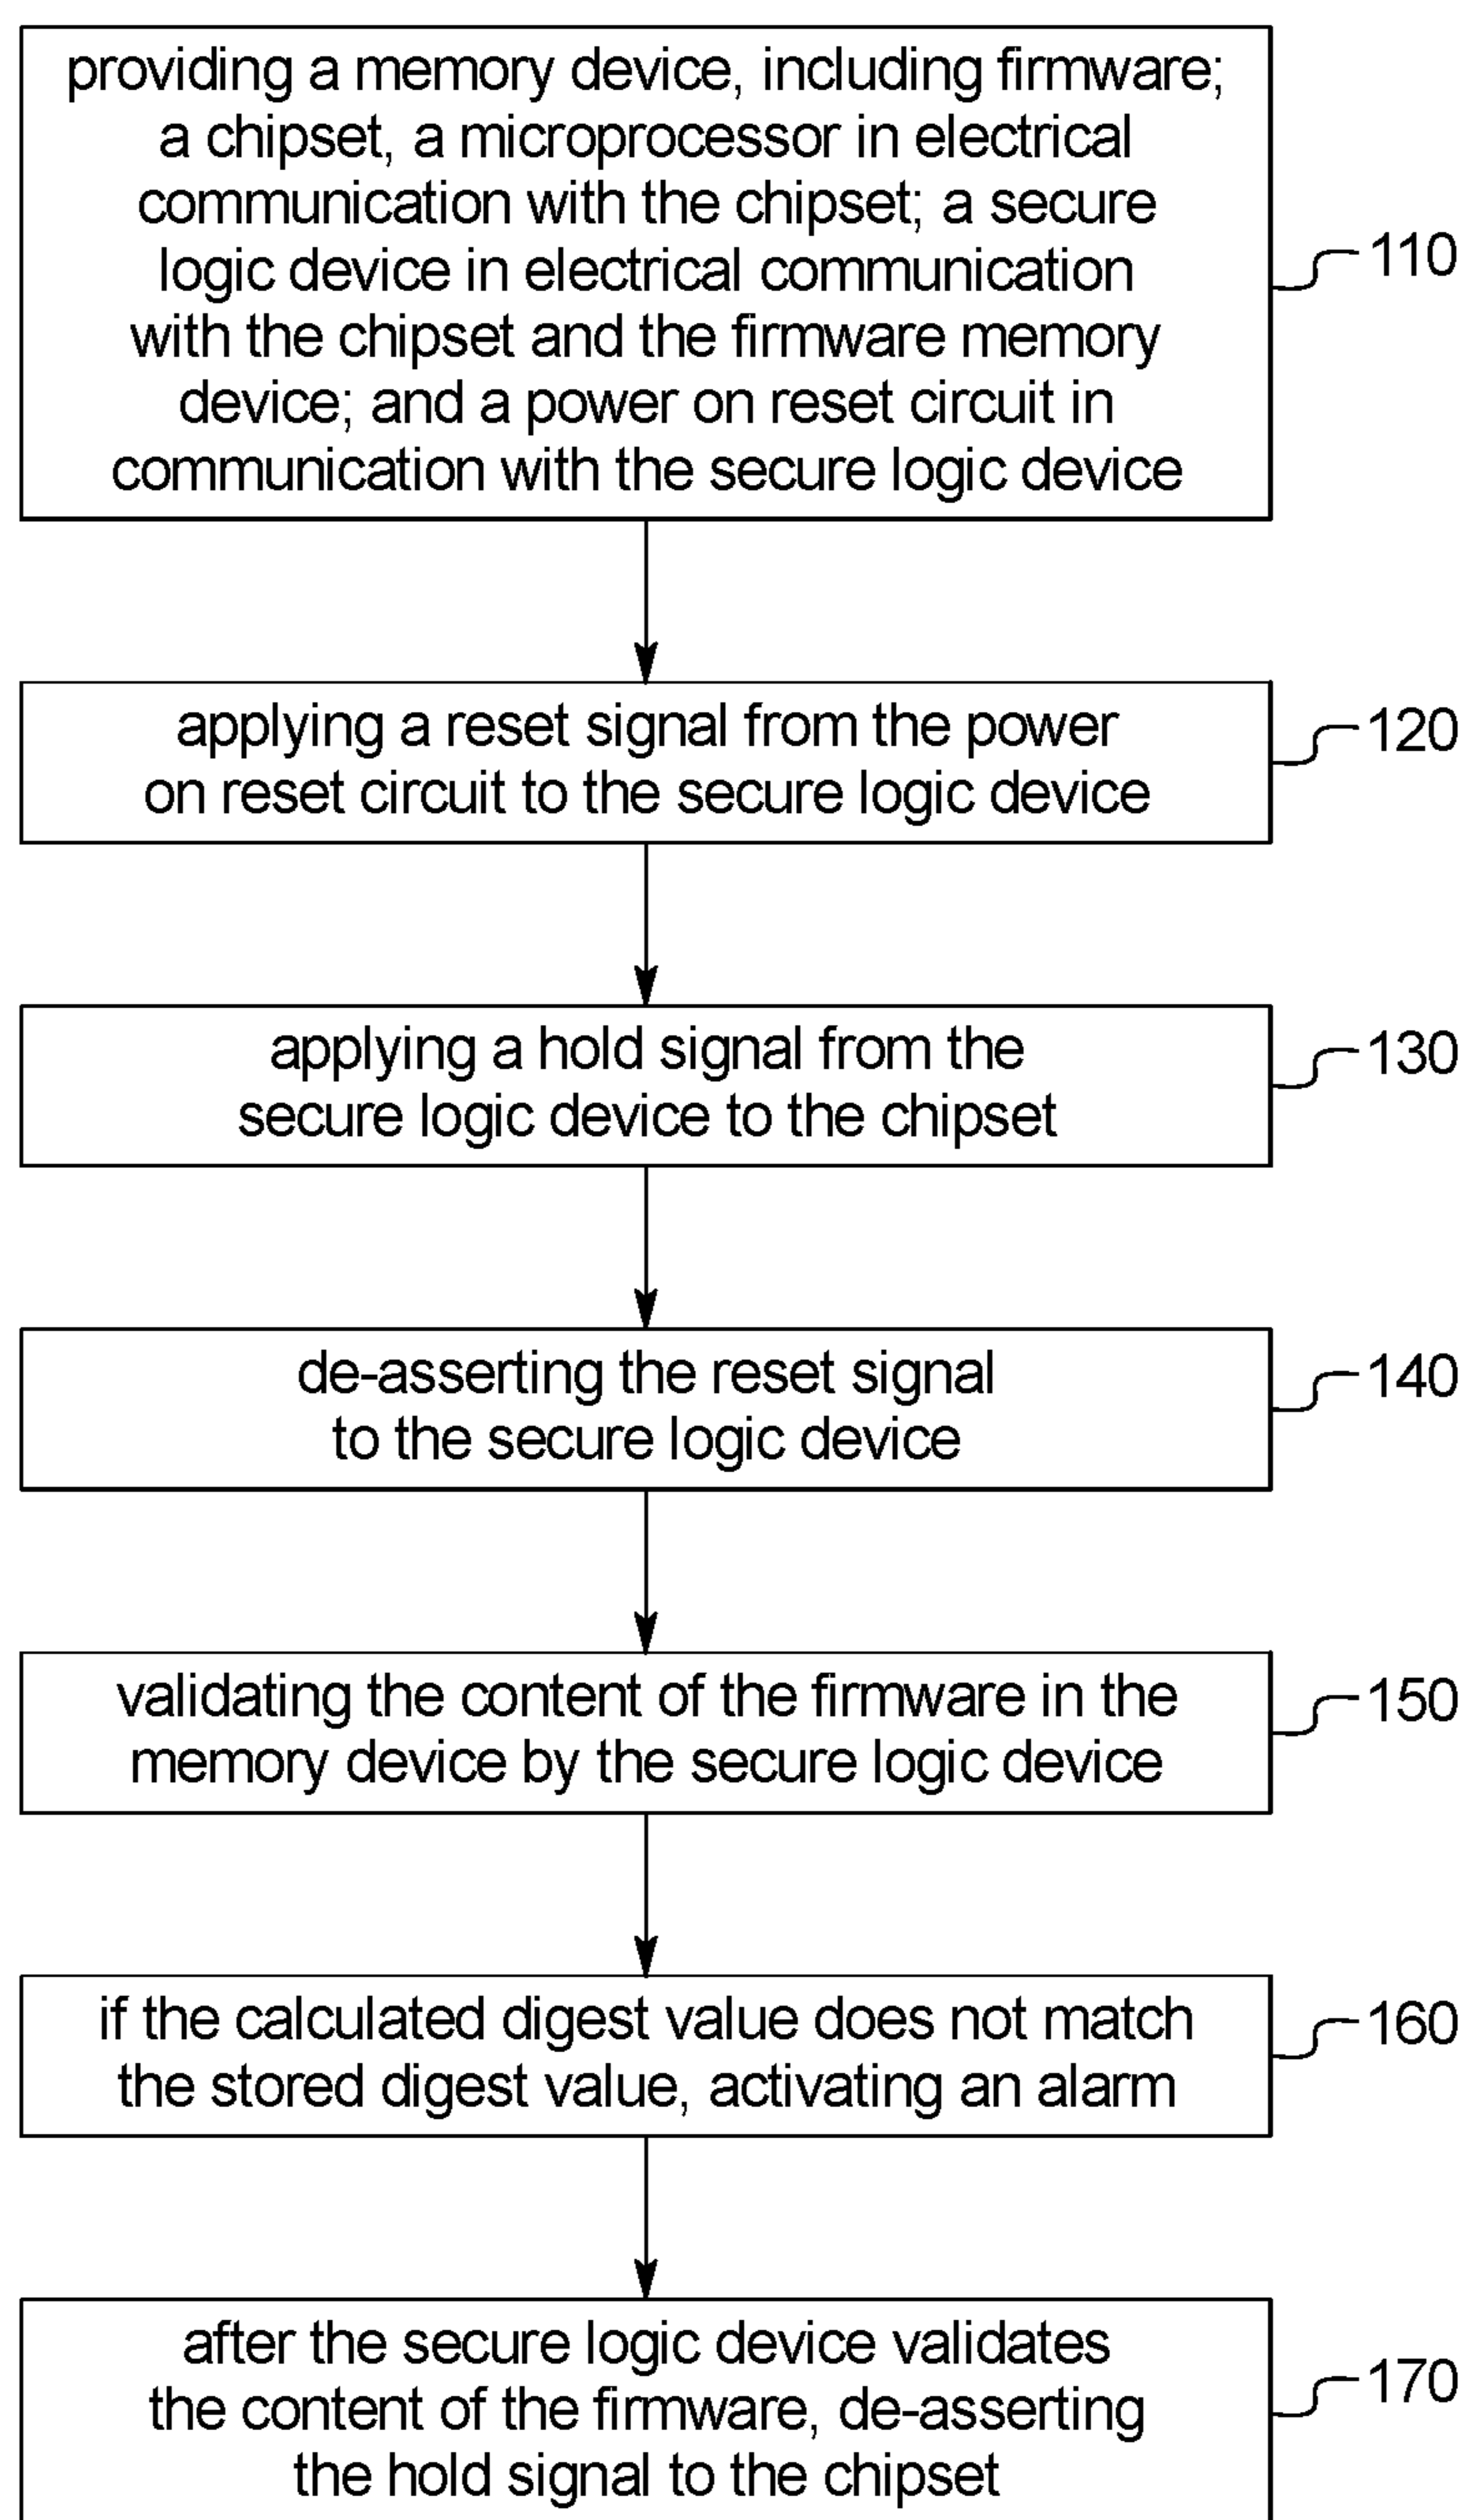 providing a memory device, including firmware;
a chipset, a microprocessor in electrical
communication with the chipset; a secure
logic device in electrical communication
with the chipset and the firmware memory
device; and a power on reset circuit in
communication with the secure logic device
110
applying a reset signal from the power
on reset circuit to the secure logic device
120
applying a hold signal from the
secure logic device to the chipset
130
de-asserting the reset signal
to the secure logic device
140
validating the content of the firmware in the
memory device by the secure logic device
150
if the calculated digest value does not match
the stored digest value, activating an alarm
160
after the secure logic device validates
the content of the firmware, de-asserting
the hold signal to the chipset
170